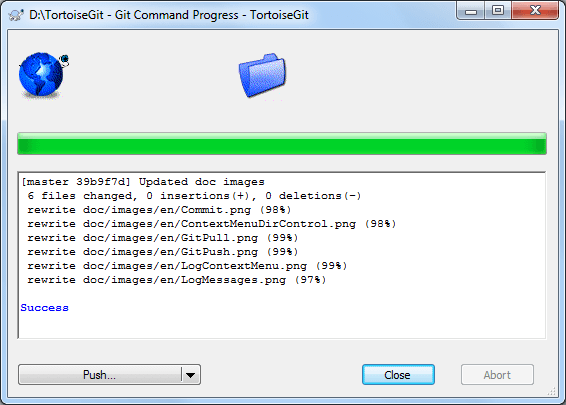 D:\TortoiseGit - Git Command Progress - TortoiseGit
[master 39b9f7d] Updated doc images
6 files changed, 0 insertions(+), 0 deletions(-)
rewrite doc/images/en/Commit.png (98%)
rewrite doc/images/en/ContextMenuDirControl.png (98%)
rewrite doc/images/en/GitPull.png (99%)
rewrite doc/images/en/GitPush.png (99%)
rewrite doc/images/en/LogContextMenu.png (99%)
rewrite doc/images/en/LogMessages.png (97%)
Success
Push... Close Abort